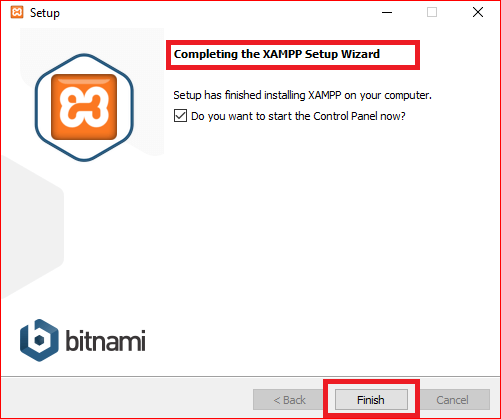 Setup
Completing the XAMPP Setup Wizard
Setup has finished installing XAMPP on your computer.
Do you want to start the Control Panel now?
bitnami
< Back
Finish
Cancel